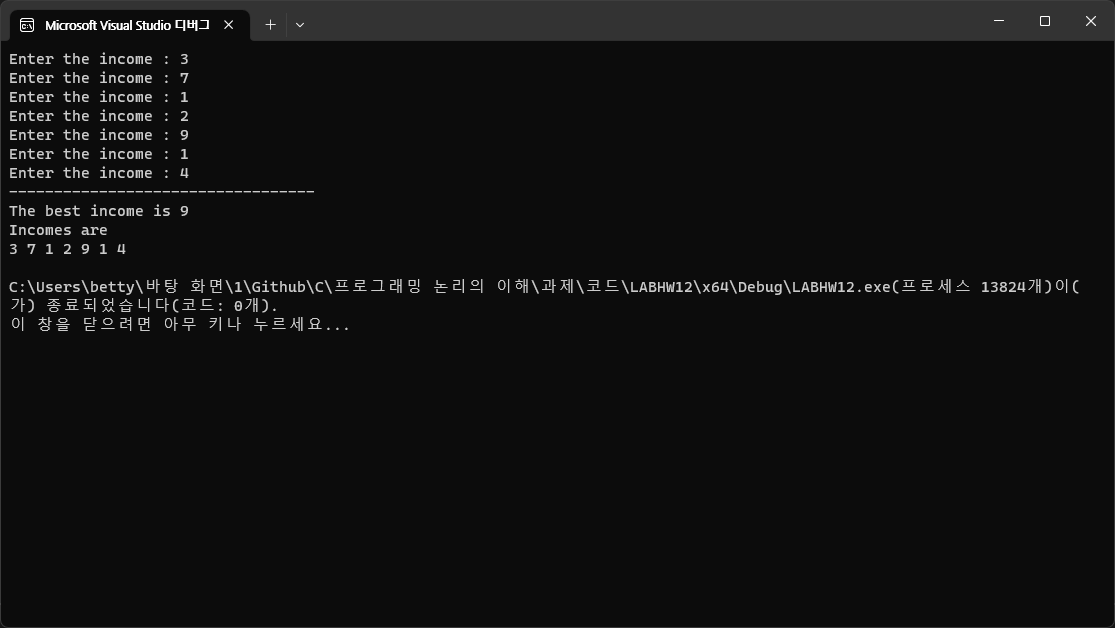 Microsoft Visual Studio 디버그
Enter the income : 3
Enter the income : 7
Enter the income : 1
Enter the income : 2
Enter the income : 9
Enter the income : 1
Enter the income : 4
----------------------------------
The best income is 9
Incomes are
3 7 1 2 9 1 4
C:\Users\betty\바탕 화면\1\Github\C\프로그래밍 논리의 이해\과제\코드\LABHW12\x64\Debug\LABHW12.exe(프로세스 13824개)이(
가) 종료되었습니다(코드: 0개).
이 창을 닫으려면 아무 키나 누르세요...